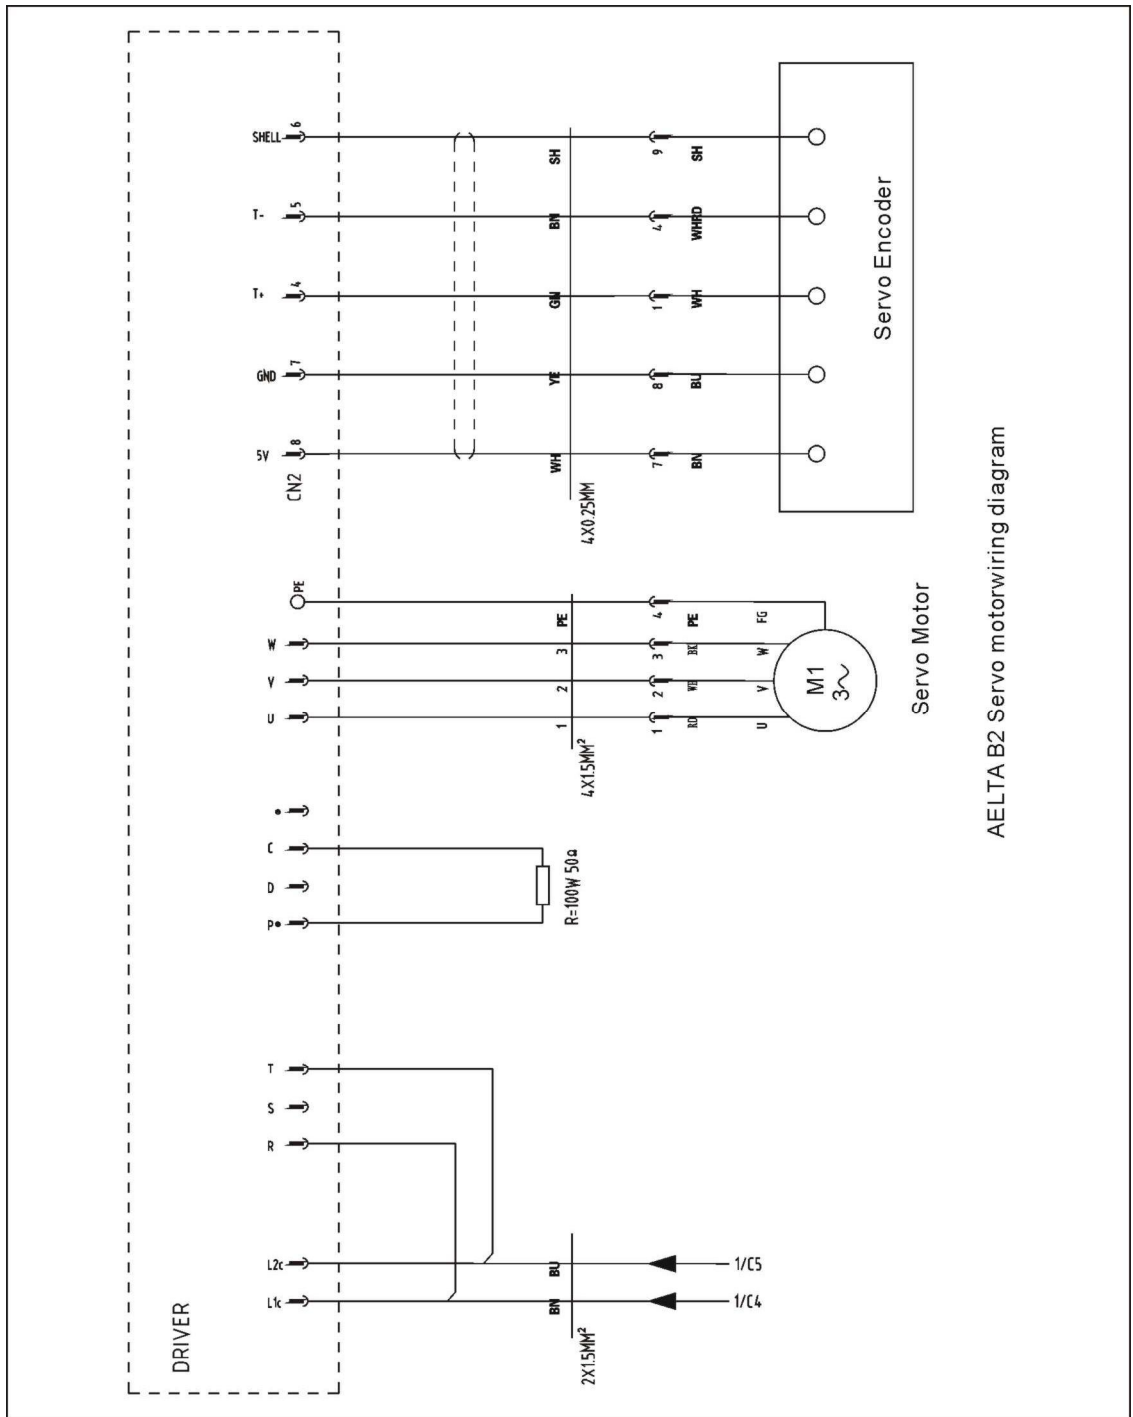 SHELL 6 SH 9 SH
T- 5 BN 4 WHRD
T+ 4 GN 1 WH
GND 7 YE 8 BU
5V 8 WH 7 BN
CN2
4X0.25MM
Servo Encoder
PE PE 4 PE FG
W 3 3 BK W
V 2 2 V
U 1 1 RD U
4X1.5MM²
M1
3~
Servo Motor
AELTA B2 Servo motorwiring diagram
C
D
P
R=100W 50Ω
T
S
R
L2c BU 1/C5
L1c BN 1/C4
2X1.5MM²
DRIVER